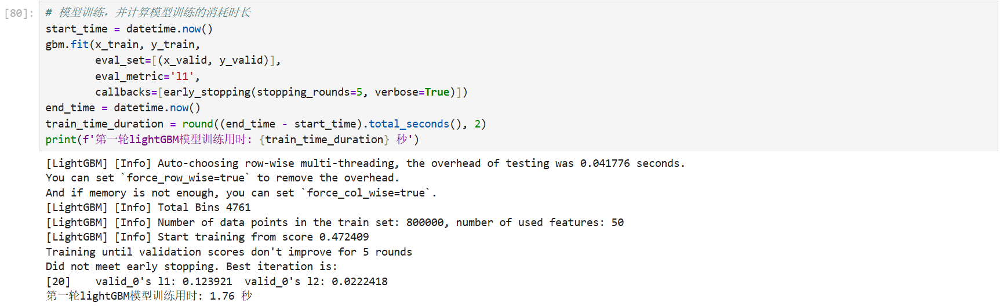 [80]: # 模型训练，并计算模型训练的消耗时长
start_time = datetime.now()
gbm.fit(x_train, y_train,
        eval_set=[(x_valid, y_valid)],
        eval_metric='l1',
        callbacks=[early_stopping(stopping_rounds=5, verbose=True)])
end_time = datetime.now()
train_time_duration = round((end_time - start_time).total_seconds(), 2)
print(f'第一轮lightGBM模型训练用时: {train_time_duration} 秒')
[LightGBM] [Info] Auto-choosing row-wise multi-threading, the overhead of testing was 0.041776 seconds.
You can set `force_row_wise=true` to remove the overhead.
And if memory is not enough, you can set `force_col_wise=true`.
[LightGBM] [Info] Total Bins 4761
[LightGBM] [Info] Number of data points in the train set: 800000, number of used features: 50
[LightGBM] [Info] Start training from score 0.472409
Training until validation scores don't improve for 5 rounds
Did not meet early stopping. Best iteration is:
[20]    valid_0's l1: 0.123921  valid_0's l2: 0.0222418
第一轮lightGBM模型训练用时: 1.76 秒